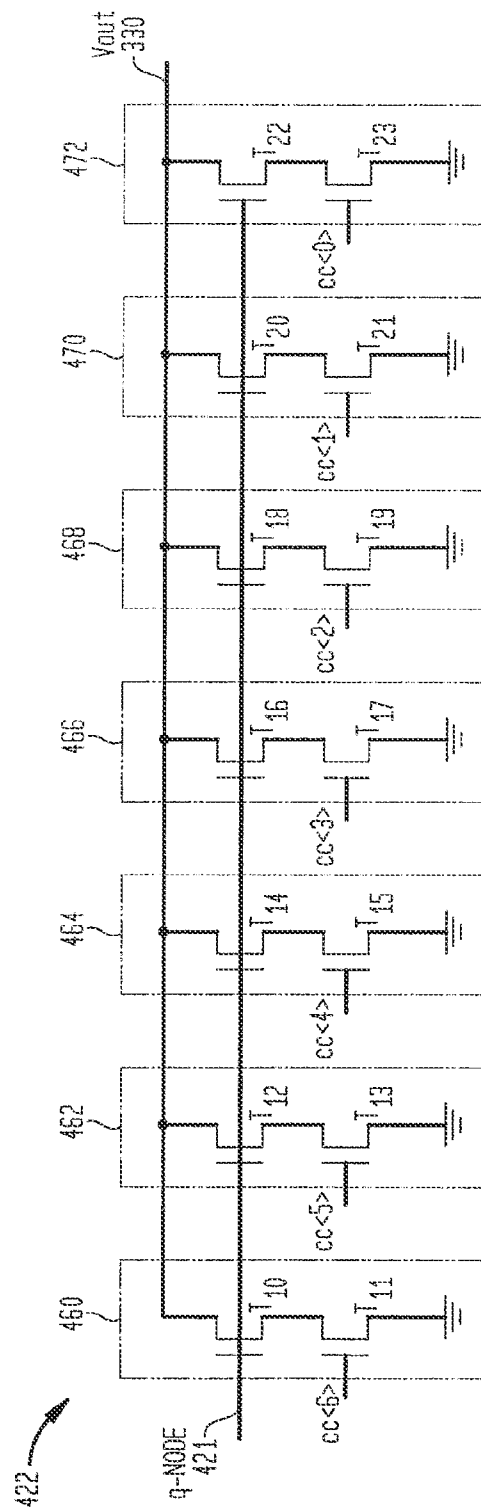 422
460
462
464
466
468
470
472
Vout
330
q-NODE
421
T10
T12
T14
T16
T18
T20
T22
cc<6>
cc<5>
cc<4>
cc<3>
cc<2>
cc<1>
cc<0>
T11
T13
T15
T17
T19
T21
T23